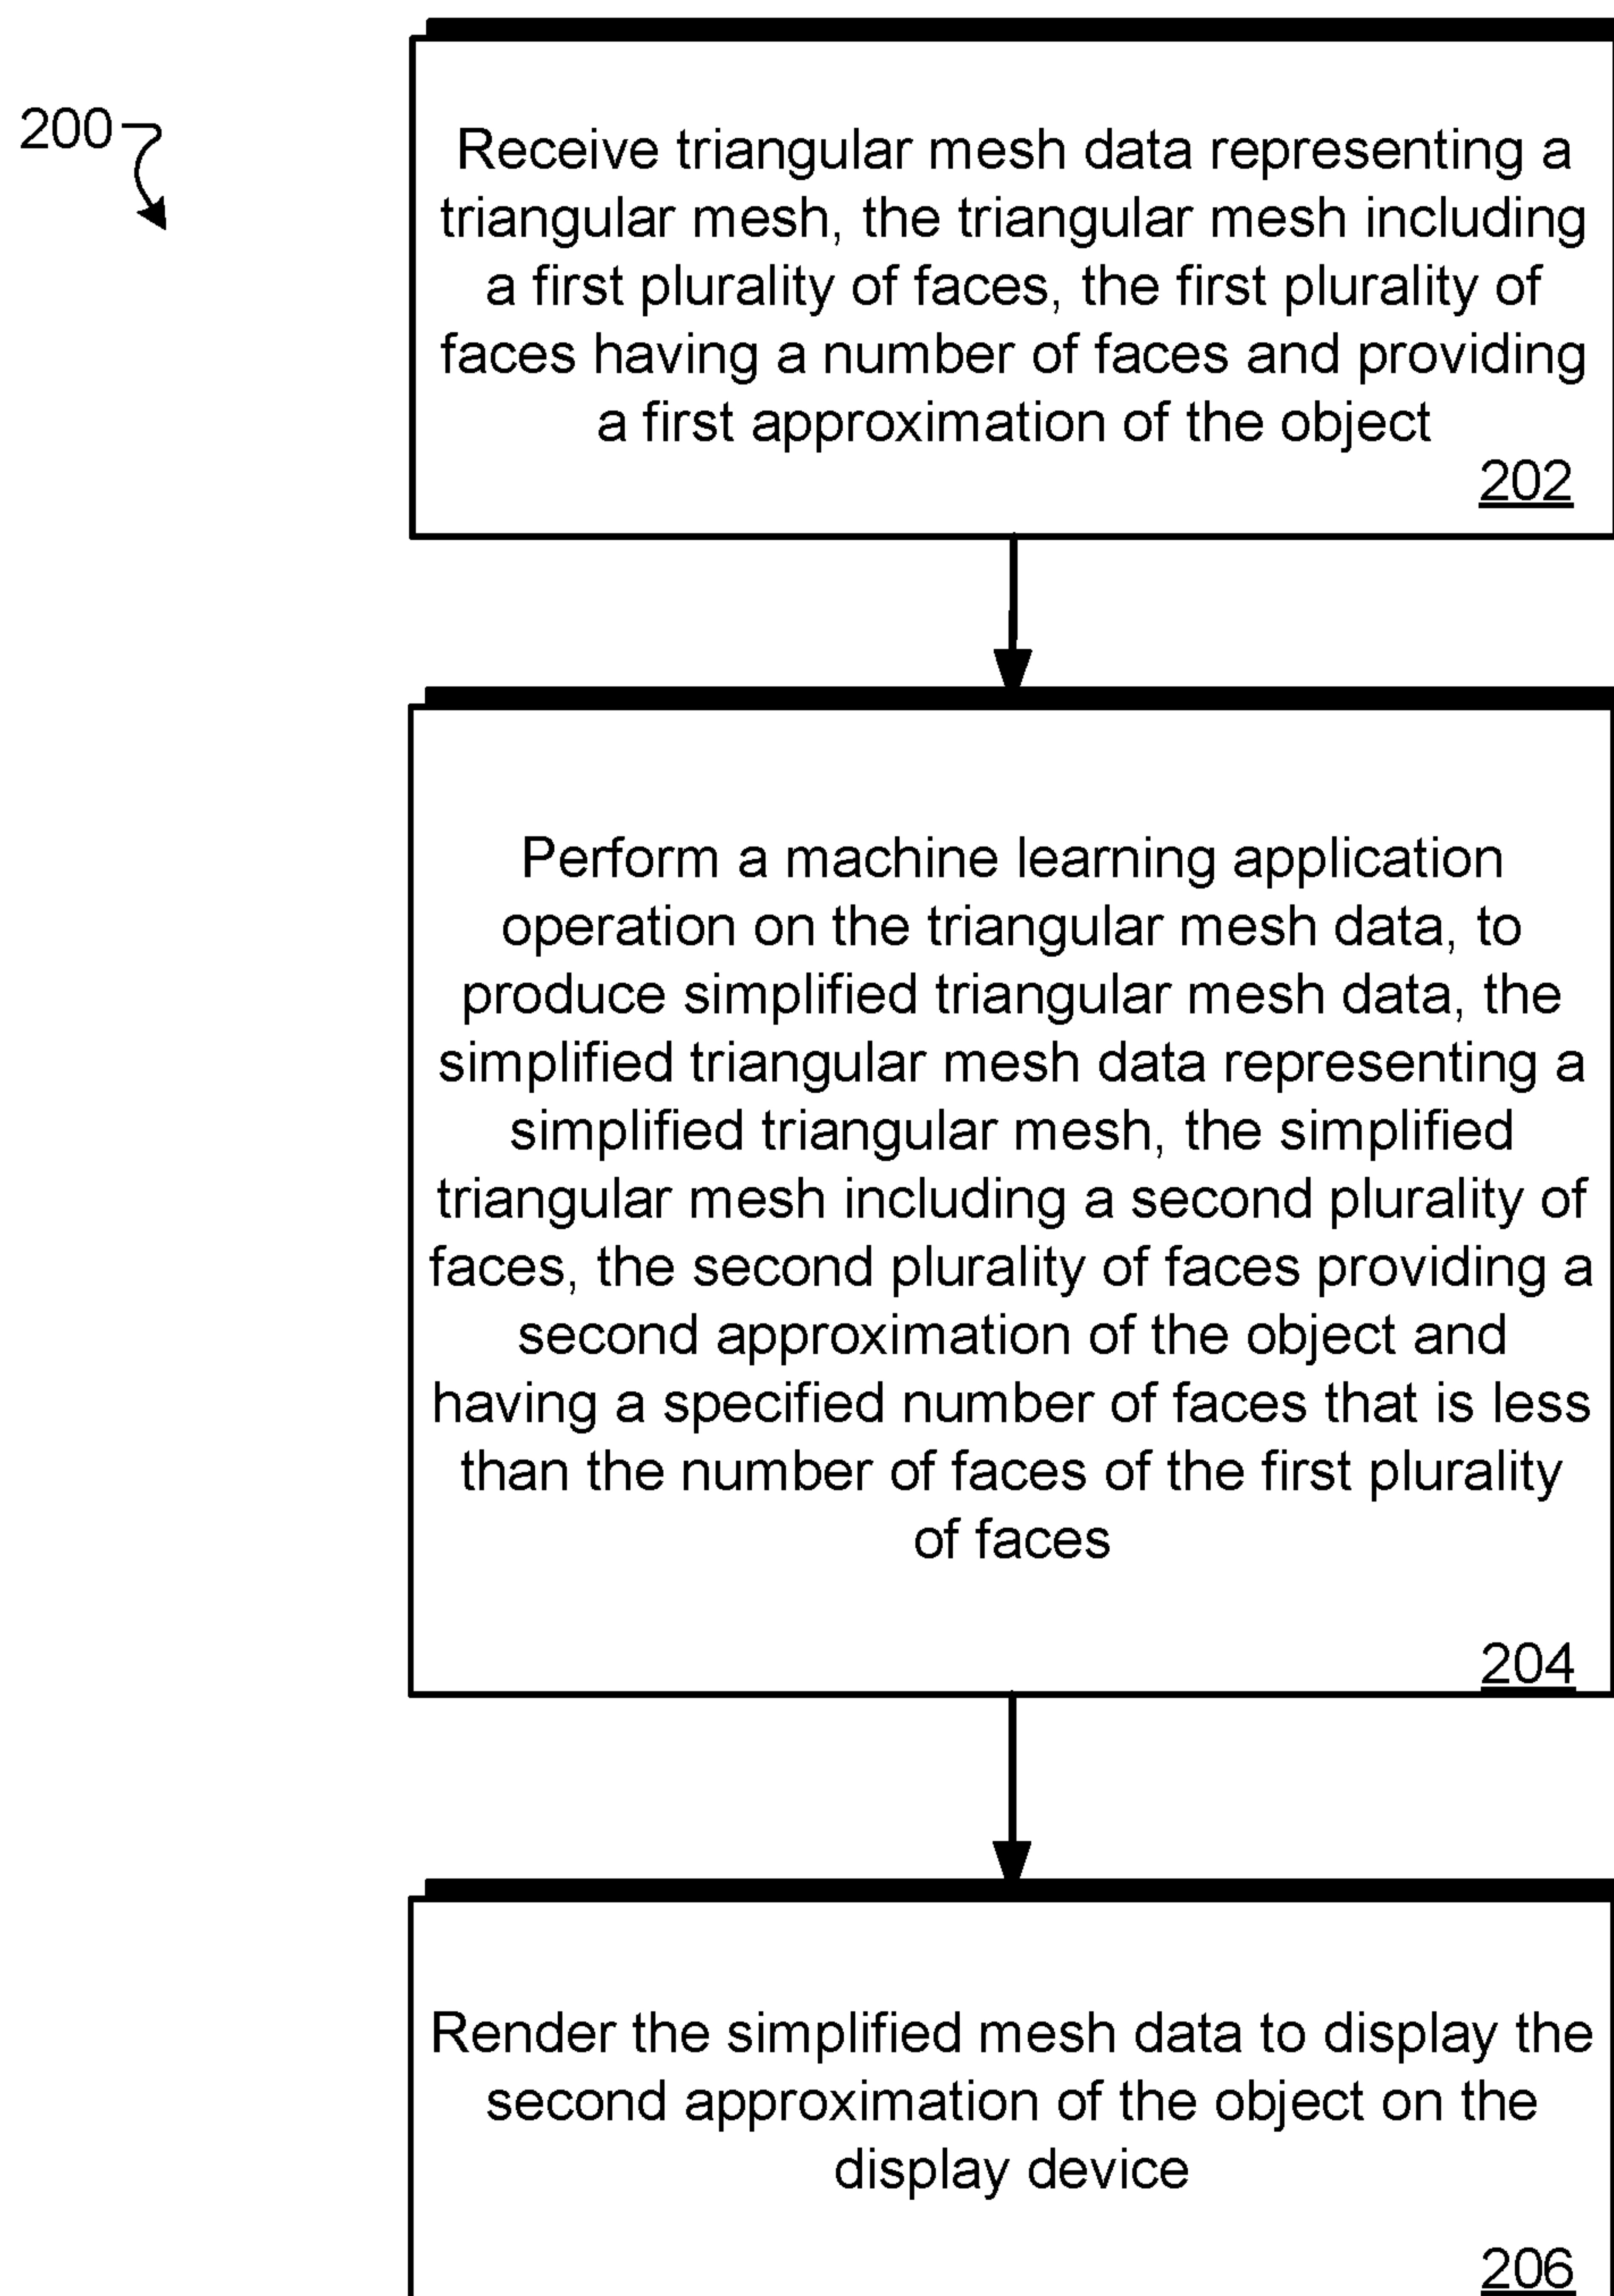 200
Receive triangular mesh data representing a
triangular mesh, the triangular mesh including
a first plurality of faces, the first plurality of
faces having a number of faces and providing
a first approximation of the object
202
Perform a machine learning application
operation on the triangular mesh data, to
produce simplified triangular mesh data, the
simplified triangular mesh data representing a
simplified triangular mesh, the simplified
triangular mesh including a second plurality of
faces, the second plurality of faces providing a
second approximation of the object and
having a specified number of faces that is less
than the number of faces of the first plurality
of faces
204
Render the simplified mesh data to display the
second approximation of the object on the
display device
206